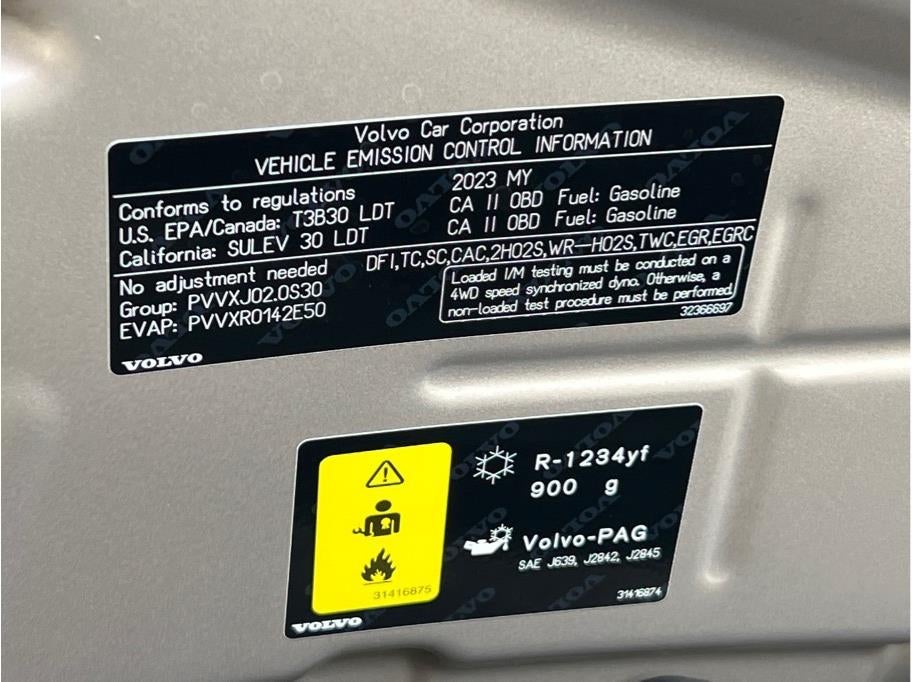 Volvo Car Corporation
VEHICLE EMISSION CONTROL INFORMATION
Conforms to regulations 2023 MY
U.S. EPA/Canada: T3B30 LDT CA II OBD Fuel: Gasoline
California: SULEV 30 LDT CA II OBD Fuel: Gasoline
No adjustment needed DFI,TC,SC,CAC,2HO2S,WR-HO2S,TWC,EGR,EGRC
Group: PVVXJ02.0S30
EVAP: PVVXR0142E50
Loaded I/M testing must be conducted on a
4WD speed synchronized dyno. Otherwise, a
non-loaded test procedure must be performed.
32366697
VOLVO
R-1234yf
900 g
Volvo-PAG
SAE J639, J2842, J2845
31416875
31416874
VOLVO